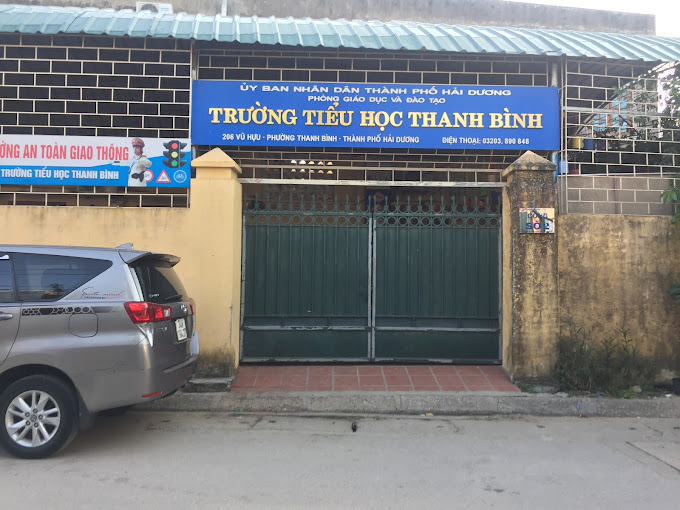 ỦY BAN NHÂN DÂN THÀNH PHỐ HẢI DƯƠNG
PHÒNG GIÁO DỤC VÀ ĐÀO TẠO
TRƯỜNG TIỂU HỌC THANH BÌNH
206 VŨ HỰU - PHƯỜNG THANH BÌNH - THÀNH PHỐ HẢI DƯƠNG ĐIỆN THOẠI: 03203. 890 848
ỜNG AN TOÀN GIAO THÔNG
TRƯỜNG TIỂU HỌC THANH BÌNH